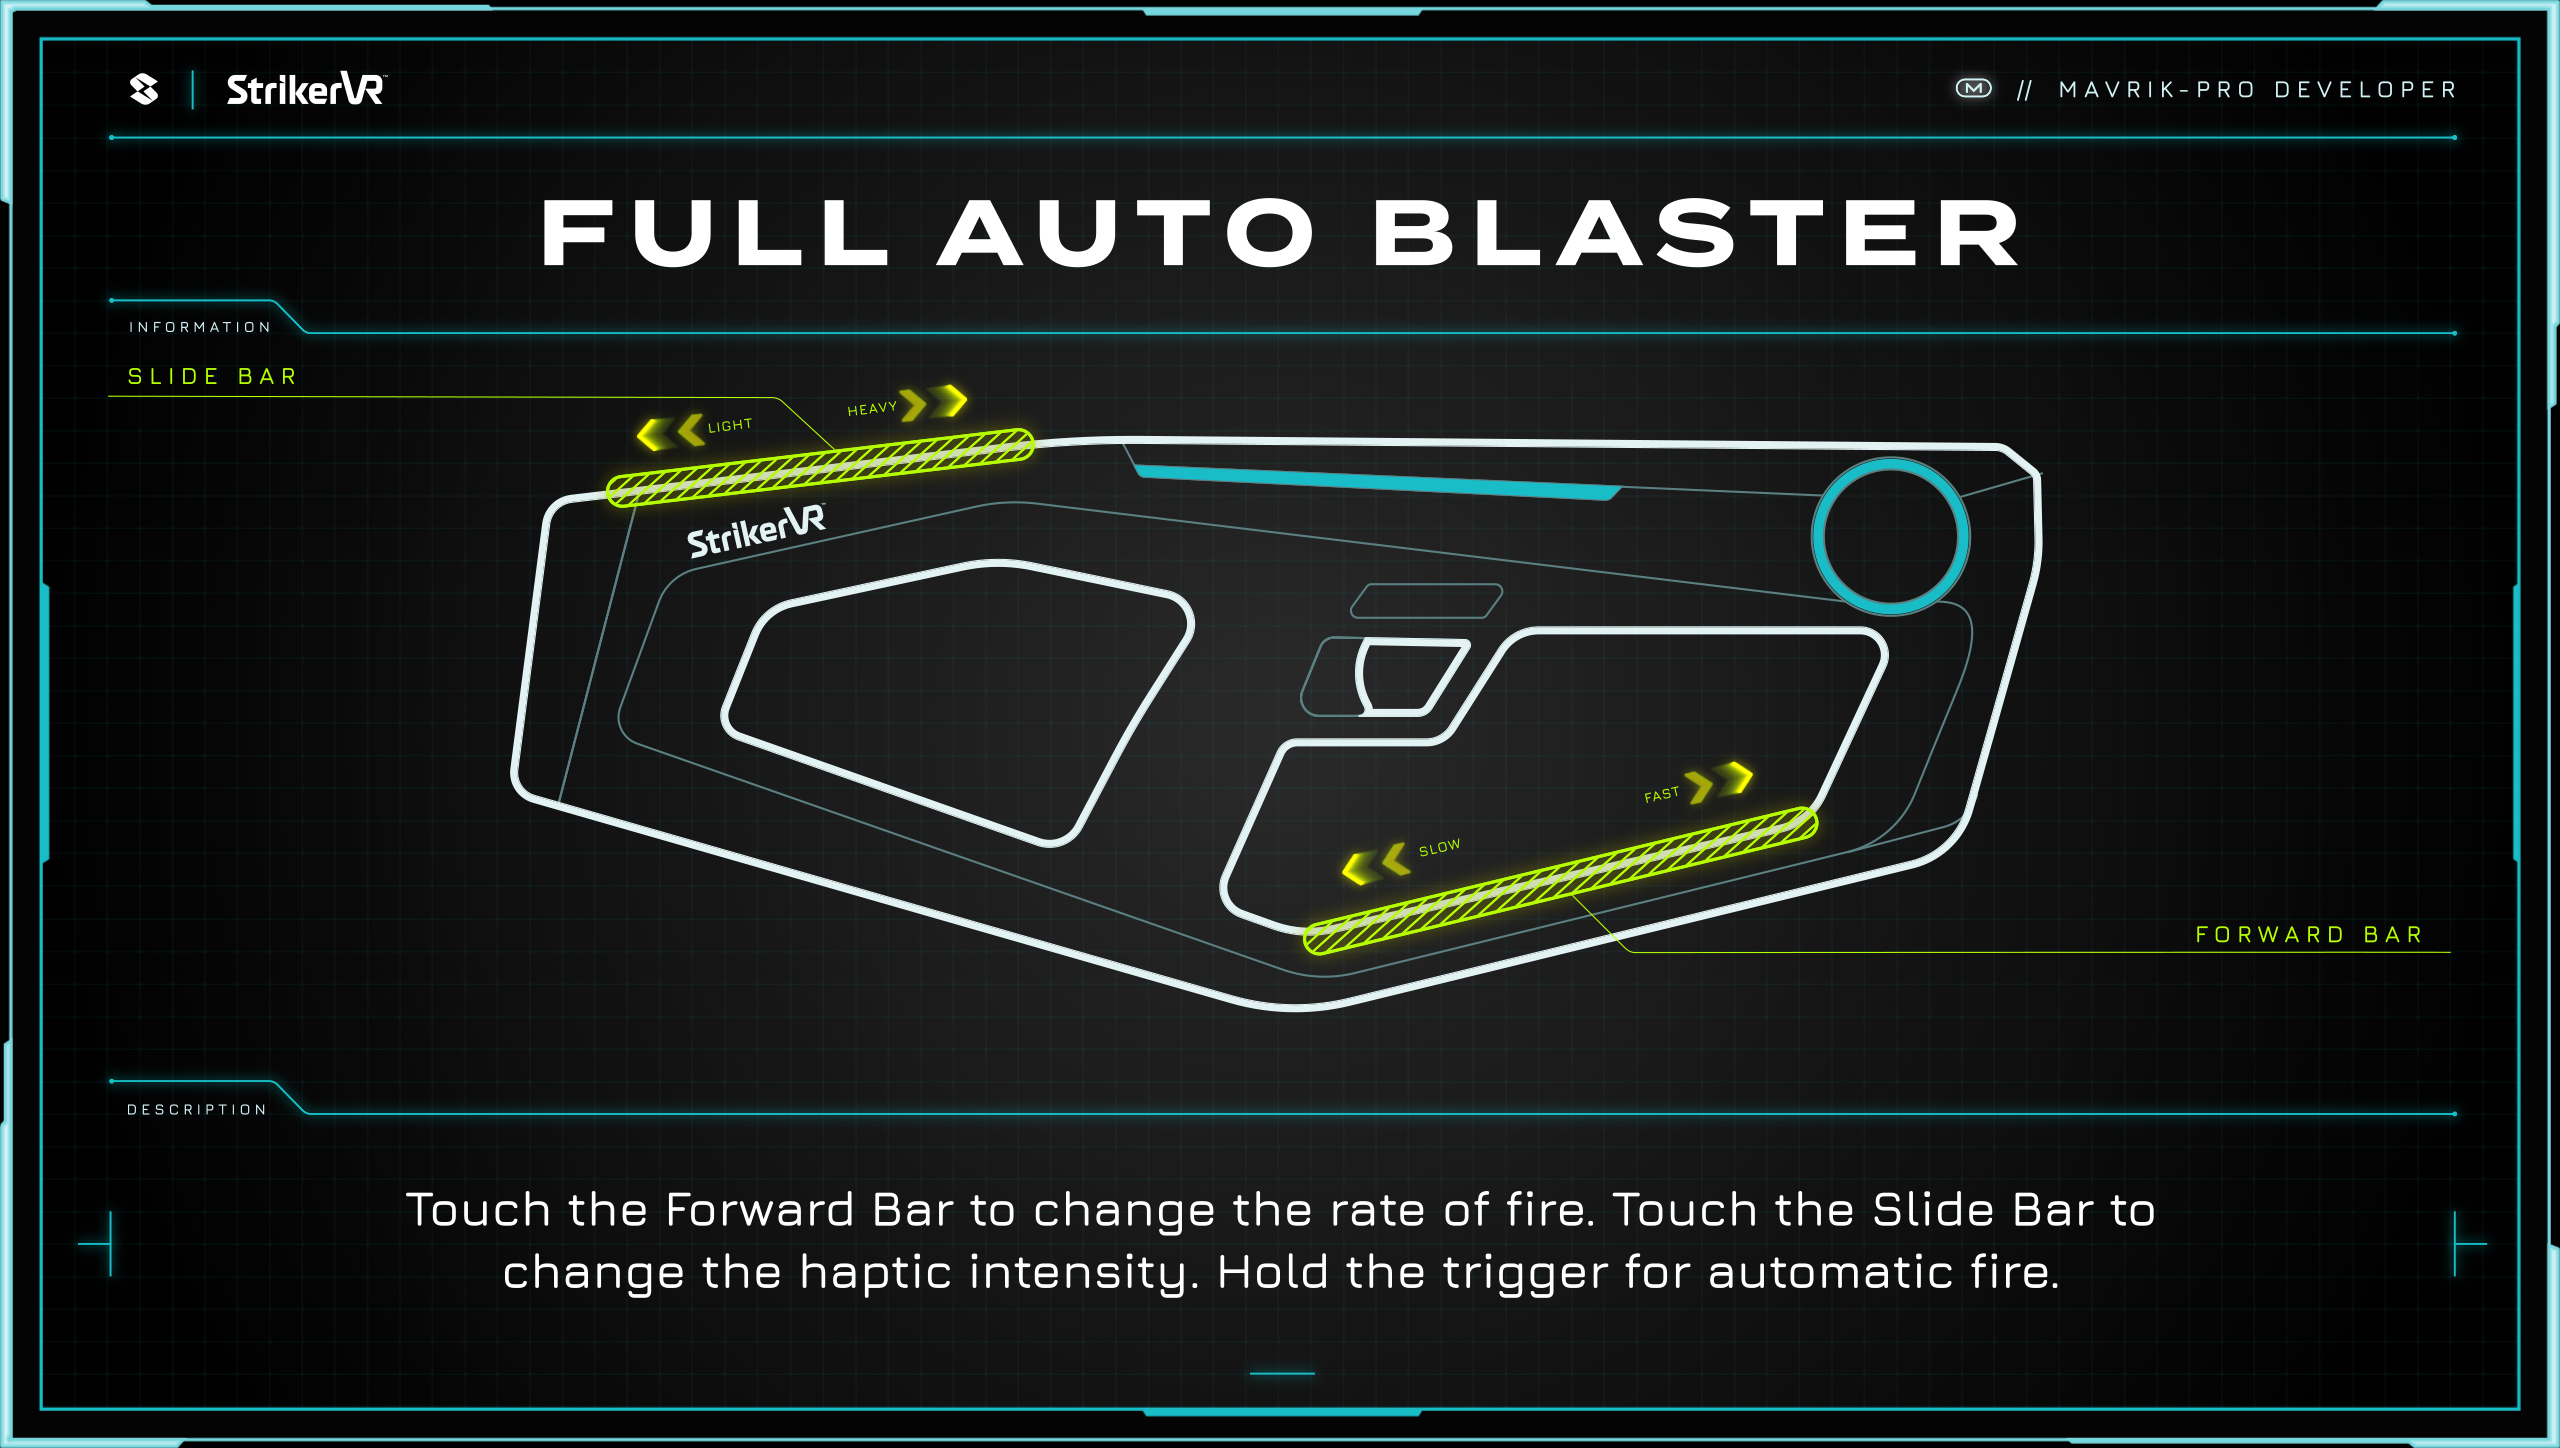 StrikerVR™
M // MAVRIK-PRO DEVELOPER
FULL AUTO BLASTER
INFORMATION
SLIDE BAR
LIGHT
HEAVY
StrikerVR
FAST
SLOW
FORWARD BAR
DESCRIPTION
Touch the Forward Bar to change the rate of fire. Touch the Slide Bar to
change the haptic intensity. Hold the trigger for automatic fire.